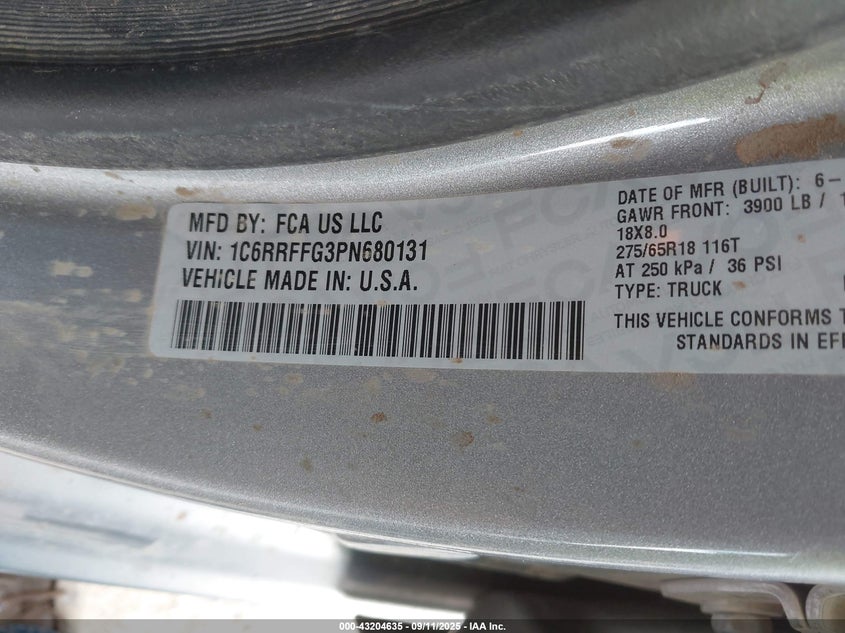 MFD BY: FCA US LLC
VIN: 1C6RRFFG3PN680131
VEHICLE MADE IN: U.S.A.
DATE OF MFR (BUILT): 6-
GAWR FRONT: 3900 LB /
18X8.0
275/65R18 116T
AT 250 kPa / 36 PSI
TYPE: TRUCK
THIS VEHICLE CONFORMS T
STANDARDS IN EF
000-43204635 - 09/11/2025 - IAA Inc.